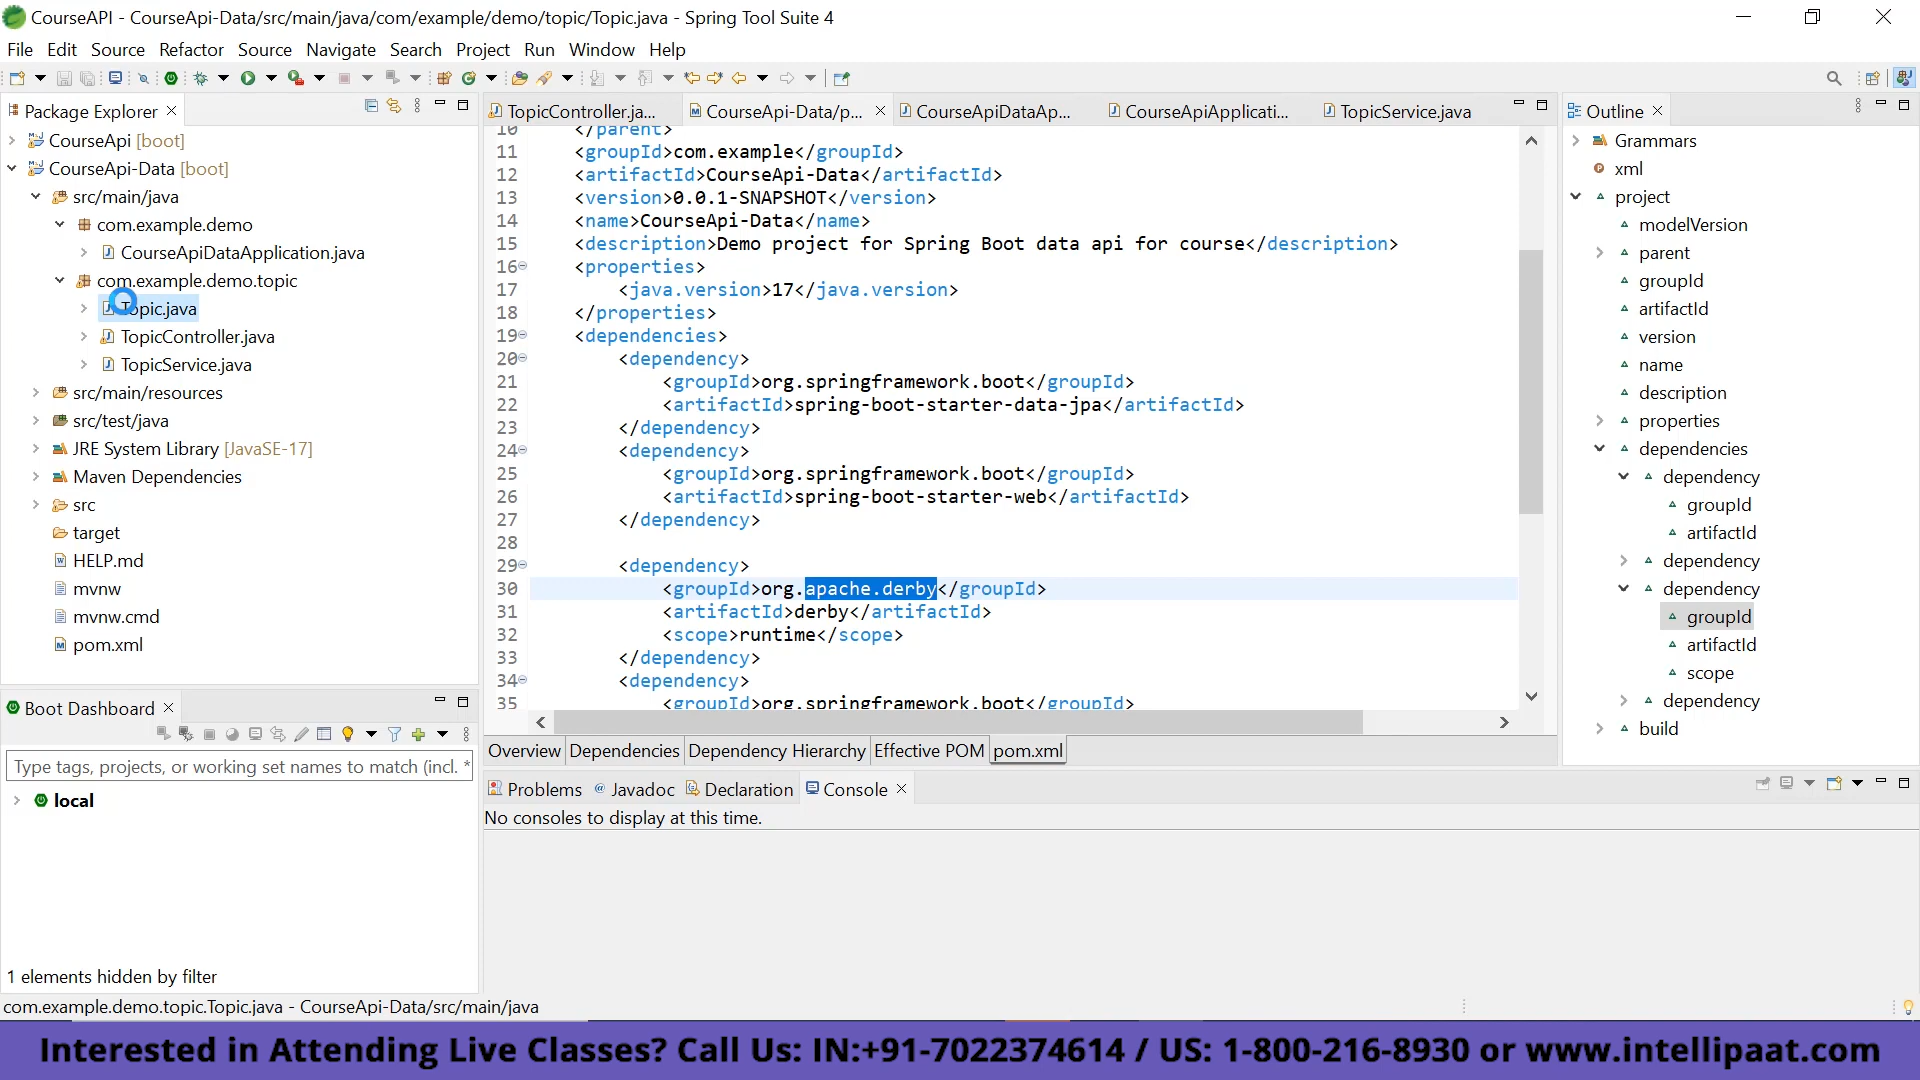 CourseAPI - CourseApi-Data/src/main/java/com/example/demo/topic/Topic.java - Spring Tool Suite 4
File Edit Source Refactor Source Navigate Search Project Run Window Help
Package Explorer
CourseApi [boot]
CourseApi-Data [boot]
src/main/java
com.example.demo
CourseApiDataApplication.java
com.example.demo.topic
Topic.java
TopicController.java
TopicService.java
src/main/resources
src/test/java
JRE System Library [JavaSE-17]
Maven Dependencies
src
target
HELP.md
mvnw
mvnw.cmd
pom.xml
Boot Dashboard
Type tags, projects, or working set names to match (incl. *
local
1 elements hidden by filter
TopicController.ja... CourseApi-Data/p... CourseApiDataAp... CourseApiApplicati... TopicService.java
10 </parent>
11 <groupId>com.example</groupId>
12 <artifactId>CourseApi-Data</artifactId>
13 <version>0.0.1-SNAPSHOT</version>
14 <name>CourseApi-Data</name>
15 <description>Demo project for Spring Boot data api for course</description>
16 <properties>
17 <java.version>17</java.version>
18 </properties>
19 <dependencies>
20 <dependency>
21 <groupId>org.springframework.boot</groupId>
22 <artifactId>spring-boot-starter-data-jpa</artifactId>
23 </dependency>
24 <dependency>
25 <groupId>org.springframework.boot</groupId>
26 <artifactId>spring-boot-starter-web</artifactId>
27 </dependency>
28
29 <dependency>
30 <groupId>org.apache.derby</groupId>
31 <artifactId>derby</artifactId>
32 <scope>runtime</scope>
33 </dependency>
34 <dependency>
35 <groupId>org.springframework.boot</groupId>
Overview Dependencies Dependency Hierarchy Effective POM pom.xml
Problems Javadoc Declaration Console
No consoles to display at this time.
Outline
Grammars
xml
project
modelVersion
parent
groupId
artifactId
version
name
description
properties
dependencies
dependency
groupId
artifactId
dependency
dependency
groupId
artifactId
scope
dependency
build
com.example.demo.topic.Topic.java - CourseApi-Data/src/main/java
Interested in Attending Live Classes? Call Us: IN:+91-7022374614 / US: 1-800-216-8930 or www.intellipaat.com